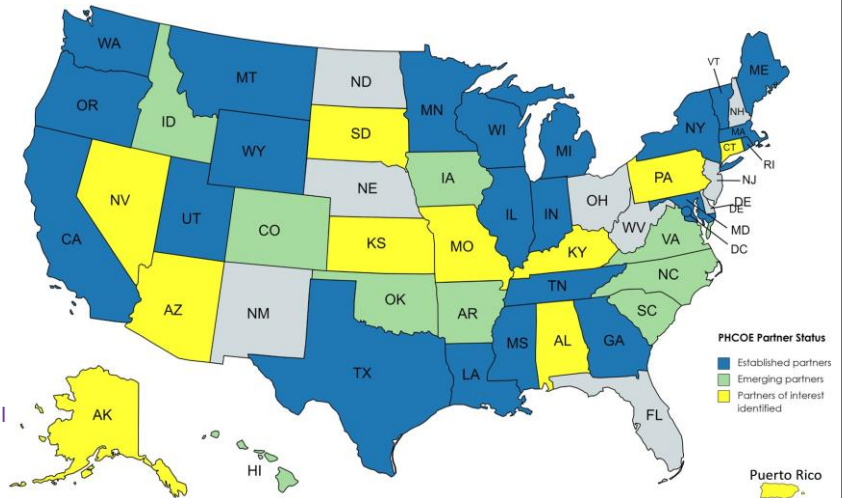 WA
MT
ND
MN
VT
ME
OR
ID
SD
WI
NY
NH
MA
WY
MI
CT
RI
IA
PA
NV
NE
NJ
OH
UT
IL
IN
DE
DE
CA
CO
WV
MD
KS
MO
KY
VA
DC
NC
TN
AZ
OK
NM
AR
SC
MS
AL
GA
PHCOE Partner Status
Established partners
TX
LA
Emerging partners
Partners of interest
identified
AK
FL
HI
Puerto Rico